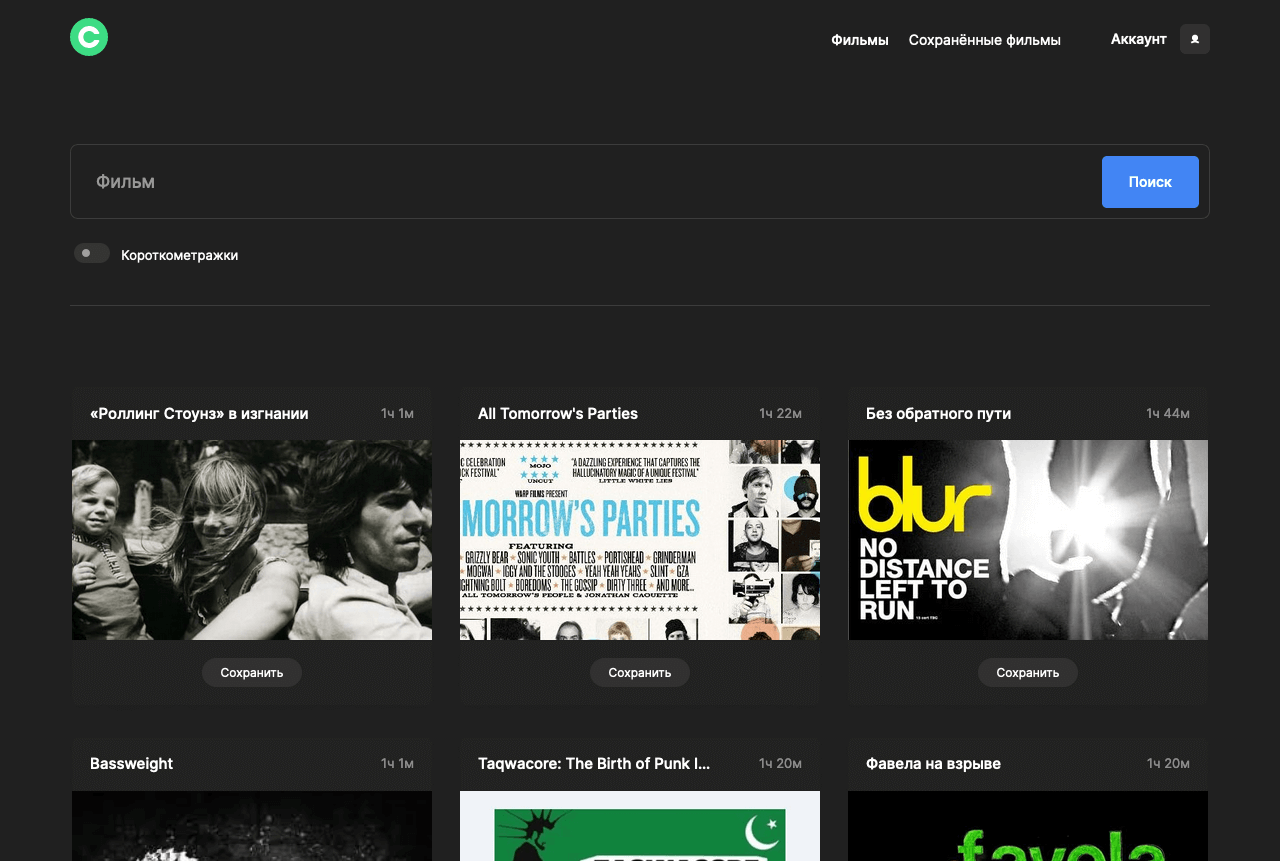 C
Фильмы Сохранённые фильмы Аккаунт
Фильм Поиск
Короткометражки
«Роллинг Стоунз» в изгнании 1ч 1м
All Tomorrow's Parties 1ч 22м
Без обратного пути 1ч 44м
C CELEBRATION
CK FESTIVAL"
MOJO
UNCUT
"A DAZZLING EXPERIENCE THAT CAPTURES THE
HALLUCINATORY MAGIC OF A UNIQUE FESTIVAL"
LITTLE WHITE LIES
WARP FILMS PRESENT
MORROW'S PARTIES
FEATURING
GRIZZLY BEAR ★ SONIC YOUTH ★ BATTLES ★ PORTISHEAD ★ GRINDERMAN
MOGWAI ★ IGGY AND THE STOOGES ★ YEAH YEAH YEAHS ★ SLINT ★ GZA
GHTNING BOLT ★ BOREDOMS ★ THE GOSSIP ★ DIRTY THREE ★ AND MORE...
ALL TOMORROW'S PEOPLE & JONATHAN CAOUETTE
blur
NO
DISTANCE
LEFT TO
RUN
Сохранить
Сохранить
Сохранить
Bassweight 1ч 1м
Taqwacore: The Birth of Punk I... 1ч 20м
Фавела на взрыве 1ч 20м
TAQWACORE
favela